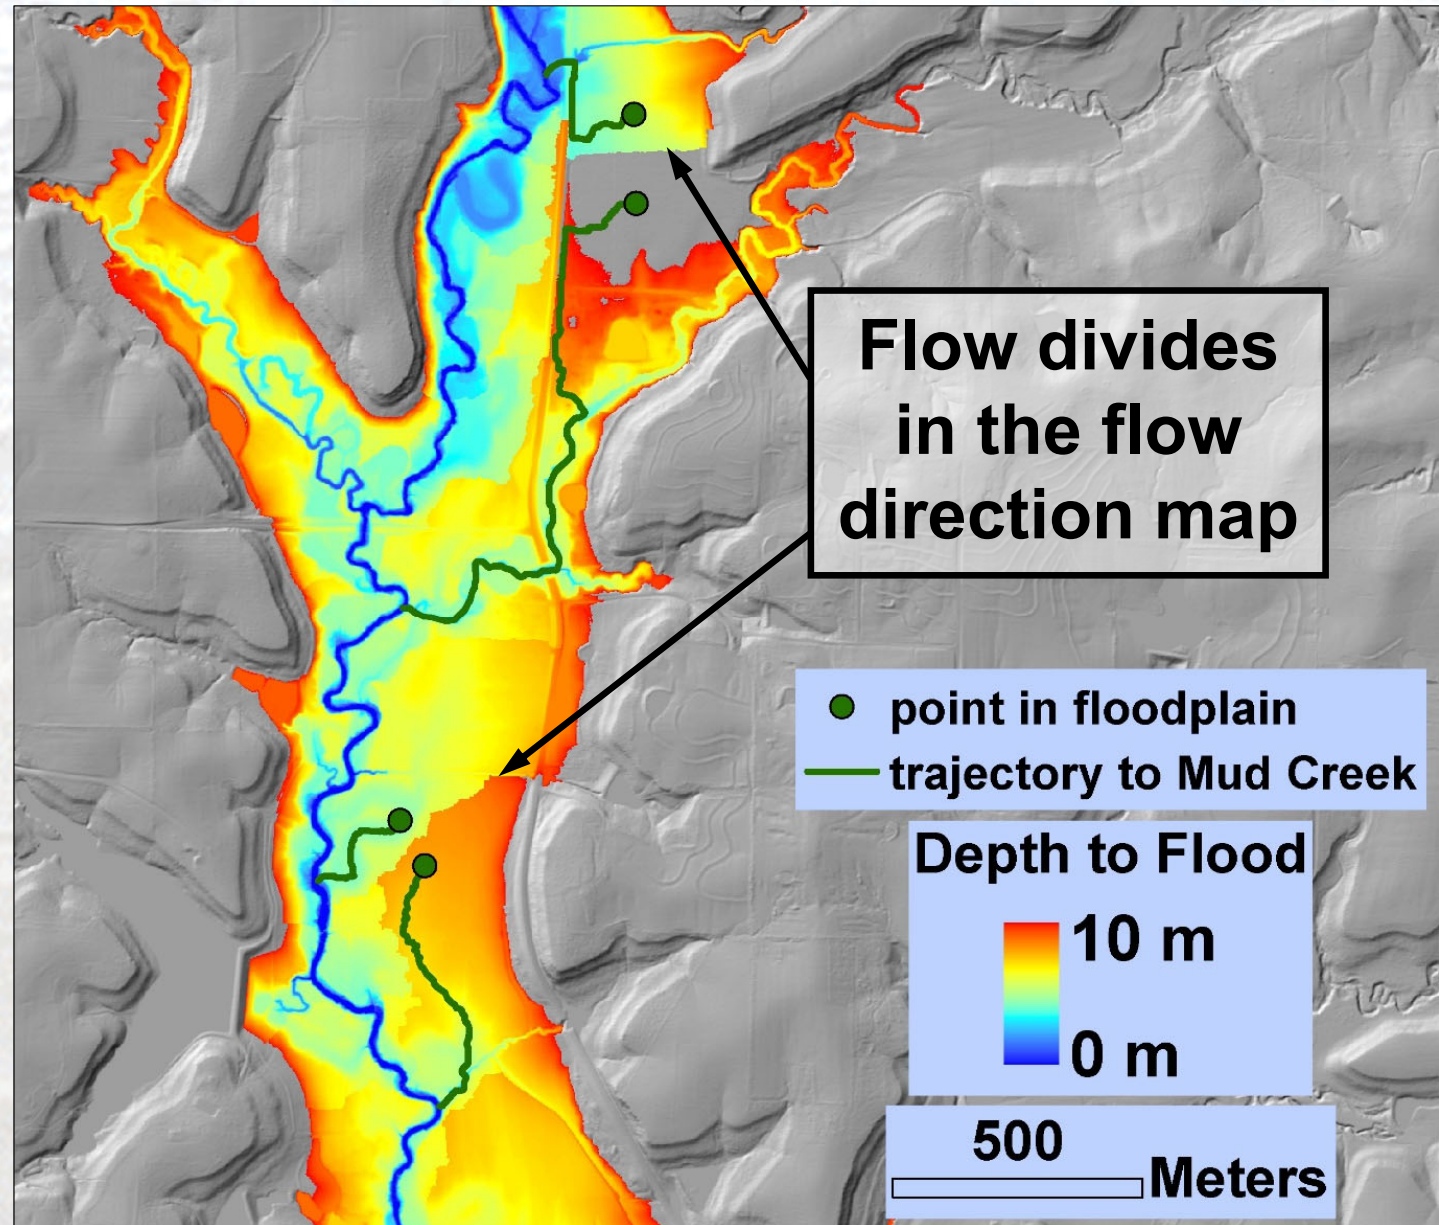 Flow divides
in the flow
direction map
point in floodplain
trajectory to Mud Creek
Depth to Flood
10 m
0 m
500
Meters